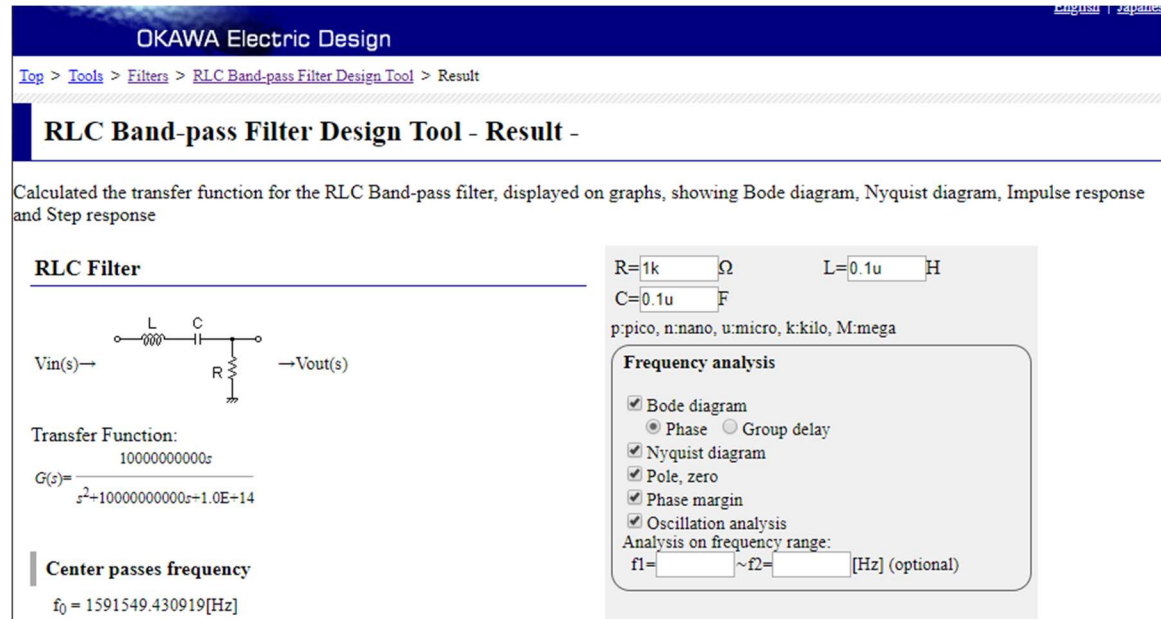 English | Japanese
OKAWA Electric Design
Top > Tools > Filters > RLC Band-pass Filter Design Tool > Result
RLC Band-pass Filter Design Tool - Result -
Calculated the transfer function for the RLC Band-pass filter, displayed on graphs, showing Bode diagram, Nyquist diagram, Impulse response
and Step response
RLC Filter
L C
Vin(s)→ R →Vout(s)
Transfer Function:
10000000000s
G(s)=
s²+10000000000s+1.0E+14
Center passes frequency
f₀ = 1591549.430919[Hz]
R= 1k Ω L= 0.1u H
C= 0.1u F
p:pico, n:nano, u:micro, k:kilo, M:mega
Frequency analysis
Bode diagram
Phase Group delay
Nyquist diagram
Pole, zero
Phase margin
Oscillation analysis
Analysis on frequency range:
f1= ~f2= [Hz] (optional)